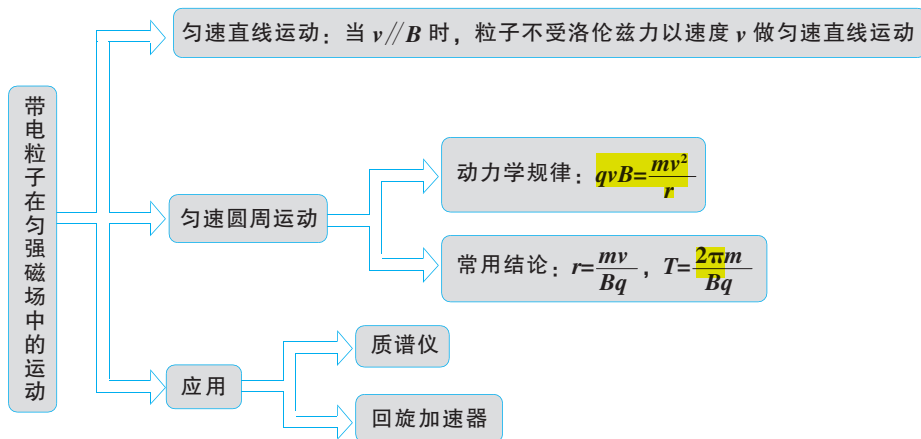 带电粒子在匀强磁场中的运动
匀速直线运动：当 v∥B 时，粒子不受洛伦兹力以速度 v 做匀速直线运动
匀速圆周运动
动力学规律：qvB=mv²/r
常用结论：r=mv/Bq，T=2πm/Bq
应用
质谱仪
回旋加速器